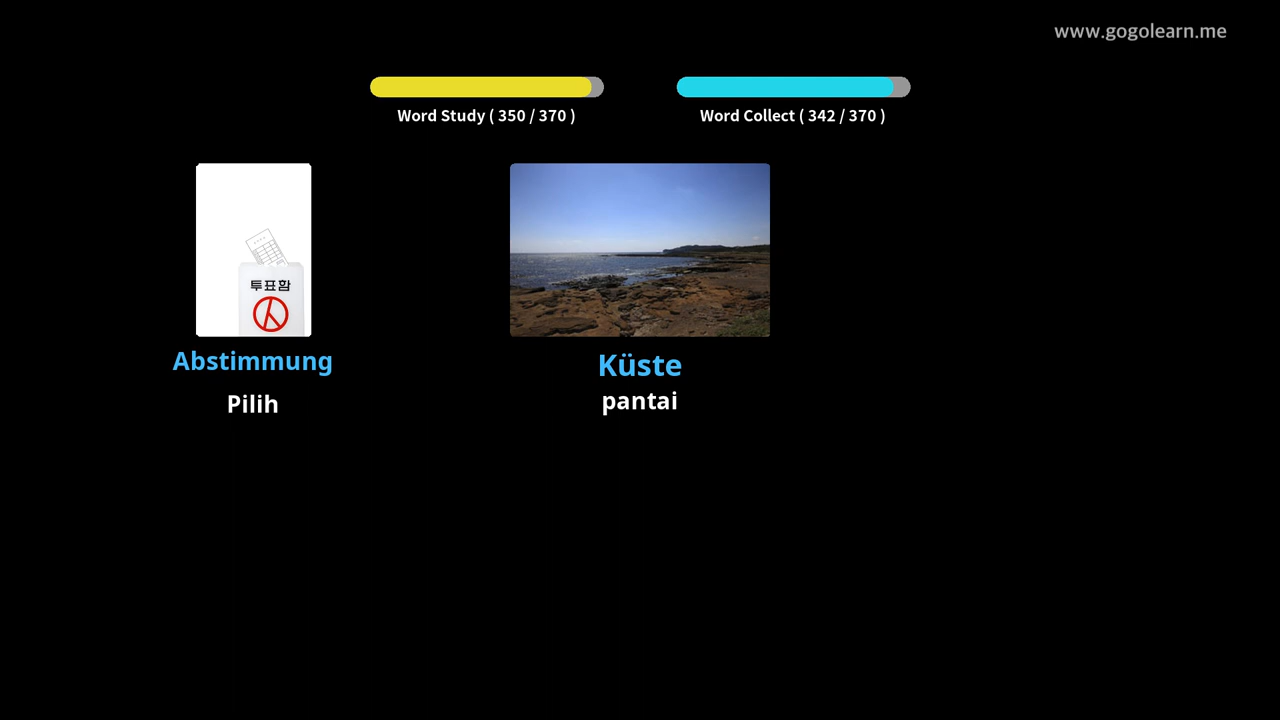 www.gogolearn.me
Word Study ( 350 / 370 )
Word Collect ( 342 / 370 )
투표함
Abstimmung
Pilih
Küste
pantai